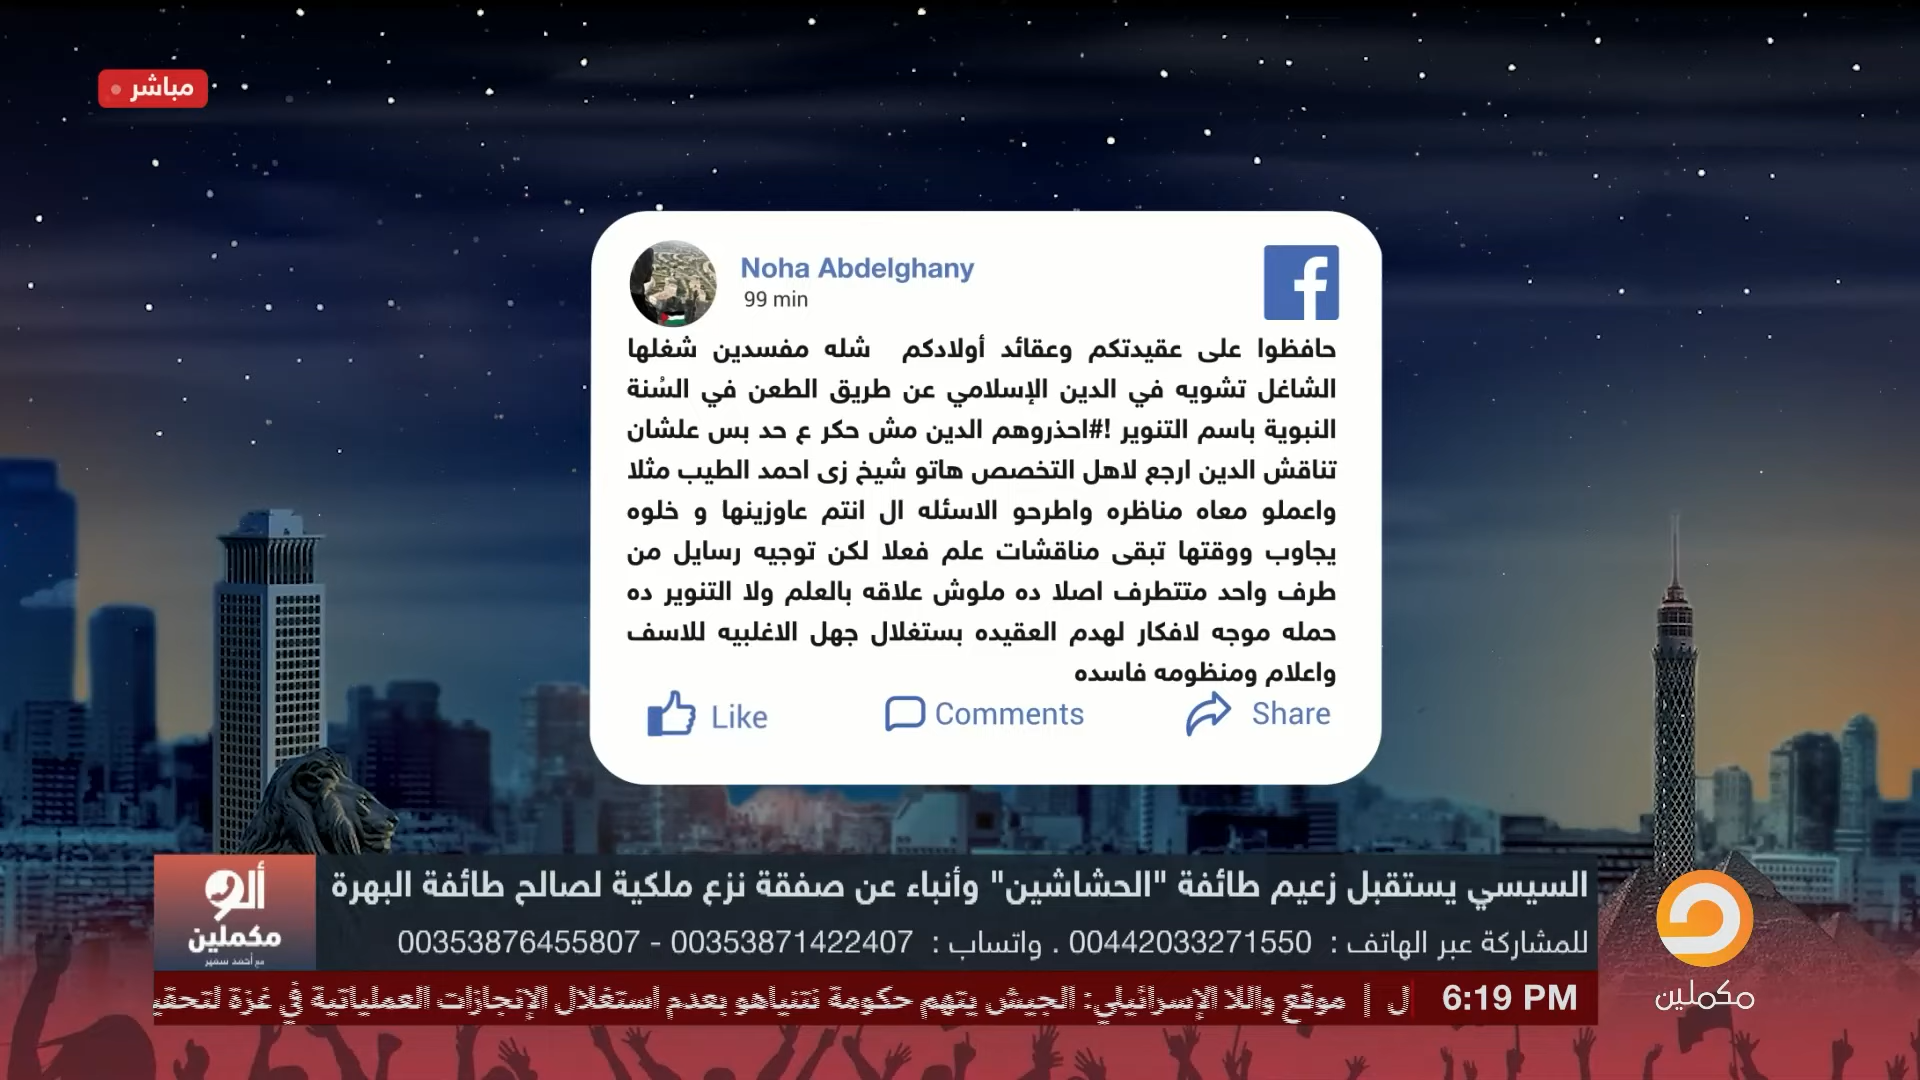 مباشر
Noha Abdelghany
99 min
حافظوا على عقيدتكم وعقائد أولادكم شله مفسدين شغلها
الشاغل تشويه في الدين الإسلامي عن طريق الطعن في السُنة
النبوية باسم التنوير !#احذروهم الدين مش حكر ع حد بس علشان
تناقش الدين ارجع لاهل التخصص هاتو شيخ زى احمد الطيب مثلا
واعملو معاه مناظره واطرحو الاسئله ال انتم عاوزينها و خلوه
يجاوب ووقتها تبقى مناقشات علم فعلا لكن توجيه رسايل من
طرف واحد متتطرف اصلا ده ملوش علاقه بالعلم ولا التنوير ده
حمله موجه لافكار لهدم العقيده بستغلال جهل الاغلبيه للاسف
واعلام ومنظومه فاسده
Like
Comments
Share
السيسي يستقبل زعيم طائفة "الحشاشين" وأنباء عن صفقة نزع ملكية لصالح طائفة البهرة
للمشاركة عبر الهاتف : 00442033271550 . واتساب : 00353871422407 - 00353876455807
ألو
مكملين
مع أحمد سمير
6:19 PM
ل | موقع واللا الإسرائيلي: الجيش يتهم حكومة نتنياهو بعدم استغلال الإنجازات العملياتية في غزة لتحقي
مكملين